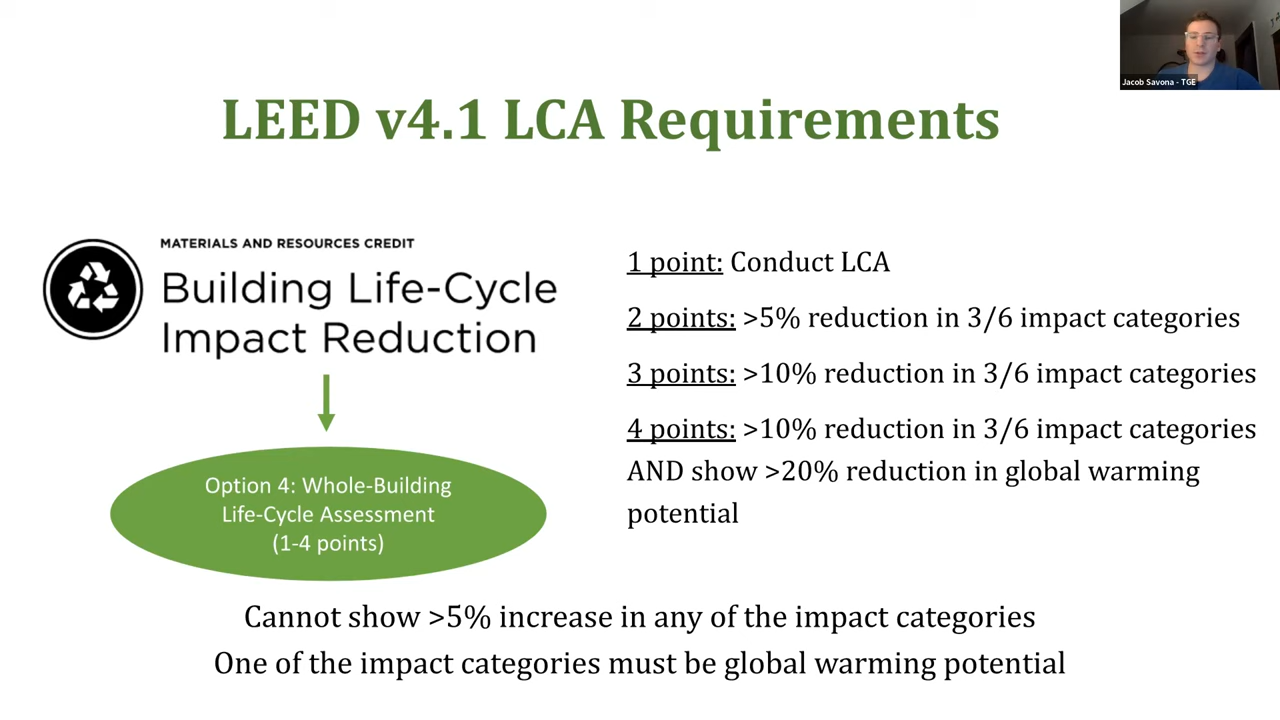 Jacob Savona - TGE
LEED v4.1 LCA Requirements
MATERIALS AND RESOURCES CREDIT
Building Life-Cycle
Impact Reduction
Option 4: Whole-Building
Life-Cycle Assessment
(1-4 points)
1 point: Conduct LCA
2 points: >5% reduction in 3/6 impact categories
3 points: >10% reduction in 3/6 impact categories
4 points: >10% reduction in 3/6 impact categories
AND show >20% reduction in global warming
potential
Cannot show >5% increase in any of the impact categories
One of the impact categories must be global warming potential